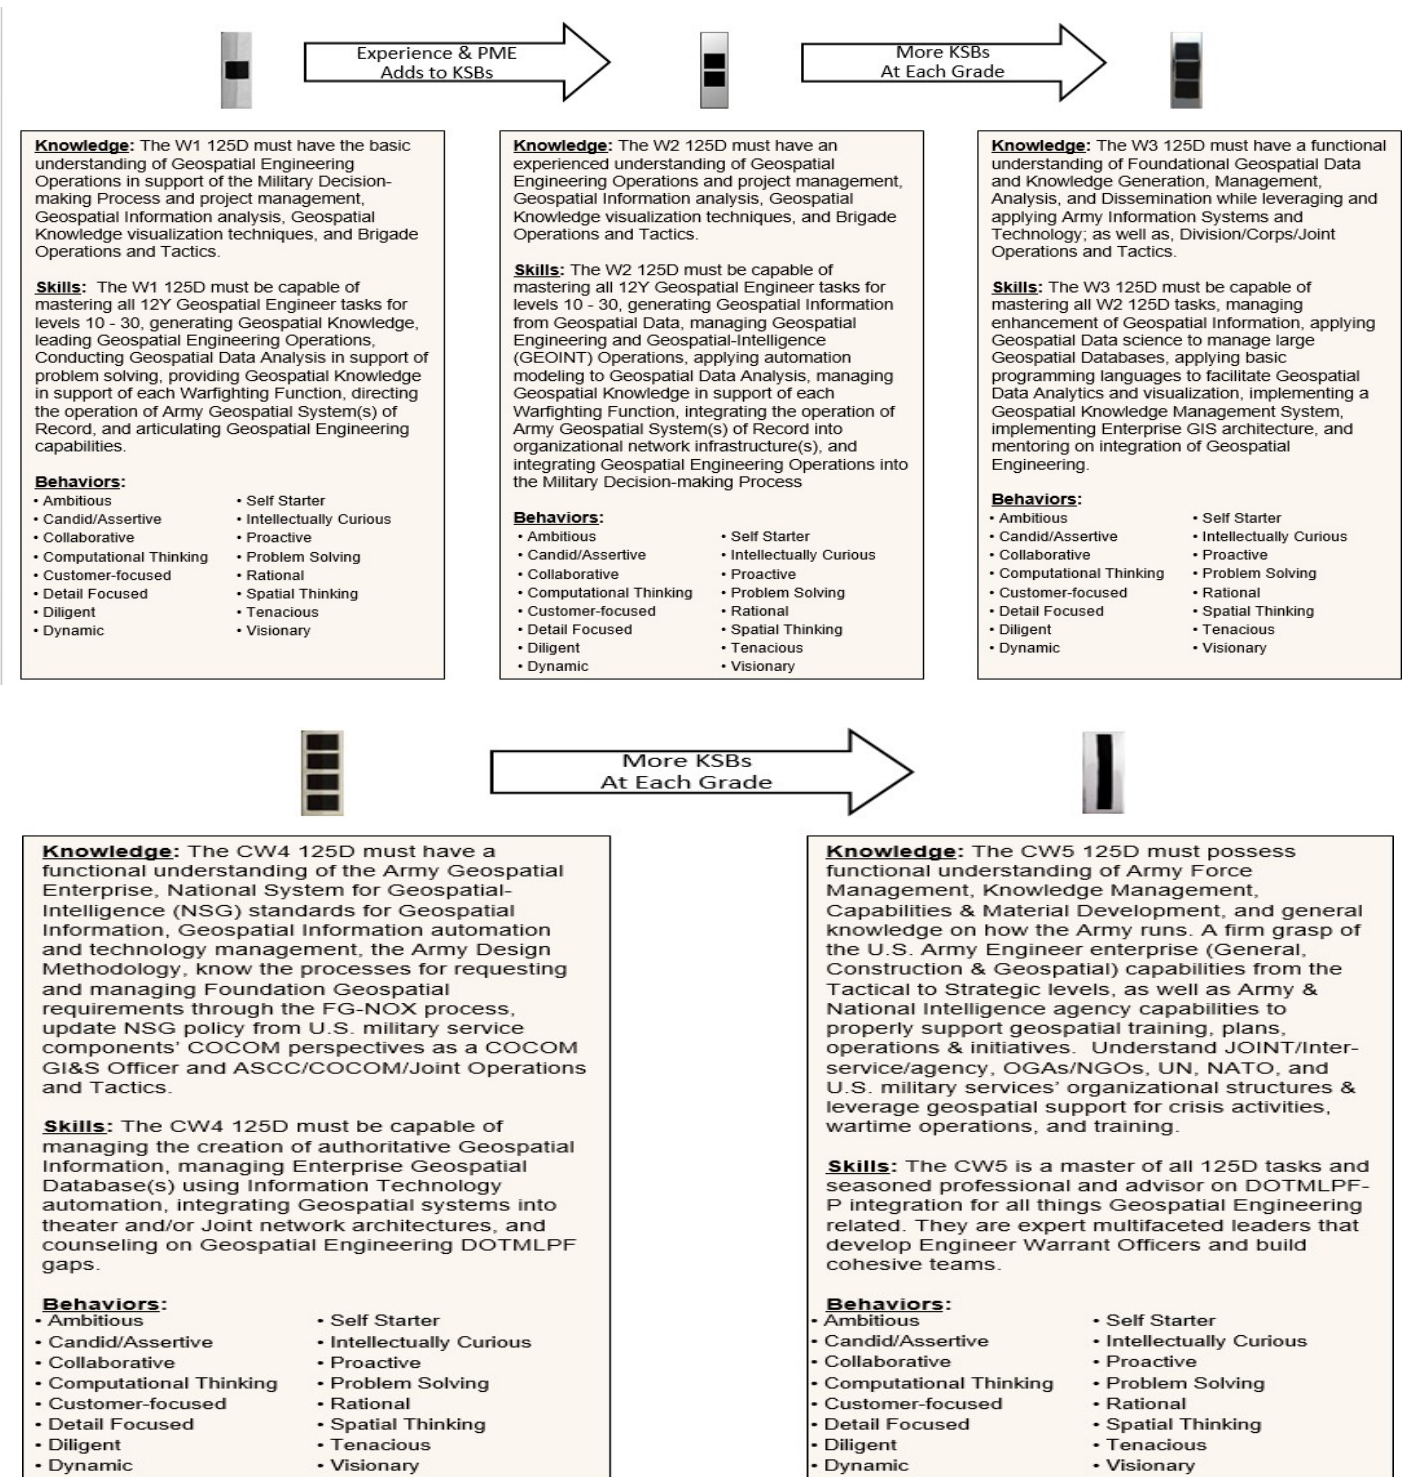 Experience & PME
Adds to KSBs
More KSBs
At Each Grade
Knowledge: The W1 125D must have the basic
understanding of Geospatial Engineering
Operations in support of the Military Decision-
making Process and project management,
Geospatial Information analysis, Geospatial
Knowledge visualization techniques, and Brigade
Operations and Tactics.
Skills: The W1 125D must be capable of
mastering all 12Y Geospatial Engineer tasks for
levels 10 - 30, generating Geospatial Knowledge,
leading Geospatial Engineering Operations,
Conducting Geospatial Data Analysis in support of
problem solving, providing Geospatial Knowledge
in support of each Warfighting Function, directing
the operation of Army Geospatial System(s) of
Record, and articulating Geospatial Engineering
capabilities.
Behaviors:
• Ambitious
• Candid/Assertive
• Collaborative
• Computational Thinking
• Customer-focused
• Detail Focused
• Diligent
• Dynamic
• Self Starter
• Intellectually Curious
• Proactive
• Problem Solving
• Rational
• Spatial Thinking
• Tenacious
• Visionary
Knowledge: The W2 125D must have an
experienced understanding of Geospatial
Engineering Operations and project management,
Geospatial Information analysis, Geospatial
Knowledge visualization techniques, and Brigade
Operations and Tactics.
Skills: The W2 125D must be capable of
mastering all 12Y Geospatial Engineer tasks for
levels 10 - 30, generating Geospatial Information
from Geospatial Data, managing Geospatial
Engineering and Geospatial-Intelligence
(GEOINT) Operations, applying automation
modeling to Geospatial Data Analysis, managing
Geospatial Knowledge in support of each
Warfighting Function, integrating the operation of
Army Geospatial System(s) of Record into
organizational network infrastructure(s), and
integrating Geospatial Engineering Operations into
the Military Decision-making Process
Behaviors:
• Ambitious
• Candid/Assertive
• Collaborative
• Computational Thinking
• Customer-focused
• Detail Focused
• Diligent
• Dynamic
• Self Starter
• Intellectually Curious
• Proactive
• Problem Solving
• Rational
• Spatial Thinking
• Tenacious
• Visionary
Knowledge: The W3 125D must have a functional
understanding of Foundational Geospatial Data
and Knowledge Generation, Management,
Analysis, and Dissemination while leveraging and
applying Army Information Systems and
Technology; as well as, Division/Corps/Joint
Operations and Tactics.
Skills: The W3 125D must be capable of
mastering all W2 125D tasks, managing
enhancement of Geospatial Information, applying
Geospatial Data science to manage large
Geospatial Databases, applying basic
programming languages to facilitate Geospatial
Data Analytics and visualization, implementing a
Geospatial Knowledge Management System,
implementing Enterprise GIS architecture, and
mentoring on integration of Geospatial
Engineering.
Behaviors:
• Ambitious
• Candid/Assertive
• Collaborative
• Computational Thinking
• Customer-focused
• Detail Focused
• Diligent
• Dynamic
• Self Starter
• Intellectually Curious
• Proactive
• Problem Solving
• Rational
• Spatial Thinking
• Tenacious
• Visionary
More KSBs
At Each Grade
Knowledge: The CW4 125D must have a
functional understanding of the Army Geospatial
Enterprise, National System for Geospatial-
Intelligence (NSG) standards for Geospatial
Information, Geospatial Information automation
and technology management, the Army Design
Methodology, know the processes for requesting
and managing Foundation Geospatial
requirements through the FG-NOX process,
update NSG policy from U.S. military service
components’ COCOM perspectives as a COCOM
GI&S Officer and ASCC/COCOM/Joint Operations
and Tactics.
Skills: The CW4 125D must be capable of
managing the creation of authoritative Geospatial
Information, managing Enterprise Geospatial
Database(s) using Information Technology
automation, integrating Geospatial systems into
theater and/or Joint network architectures, and
counseling on Geospatial Engineering DOTMLPF
gaps.
Behaviors:
• Ambitious
• Candid/Assertive
• Collaborative
• Computational Thinking
• Customer-focused
• Detail Focused
• Diligent
• Dynamic
• Self Starter
• Intellectually Curious
• Proactive
• Problem Solving
• Rational
• Spatial Thinking
• Tenacious
• Visionary
Knowledge: The CW5 125D must possess
functional understanding of Army Force
Management, Knowledge Management,
Capabilities & Material Development, and general
knowledge on how the Army runs. A firm grasp of
the U.S. Army Engineer enterprise (General,
Construction & Geospatial) capabilities from the
Tactical to Strategic levels, as well as Army &
National Intelligence agency capabilities to
properly support geospatial training, plans,
operations & initiatives. Understand JOINT/Inter-
service/agency, OGAs/NGOs, UN, NATO, and
U.S. military services’ organizational structures &
leverage geospatial support for crisis activities,
wartime operations, and training.
Skills: The CW5 is a master of all 125D tasks and
seasoned professional and advisor on DOTMLPF-
P integration for all things Geospatial Engineering
related. They are expert multifaceted leaders that
develop Engineer Warrant Officers and build
cohesive teams.
Behaviors:
• Ambitious
• Candid/Assertive
• Collaborative
• Computational Thinking
• Customer-focused
• Detail Focused
• Diligent
• Dynamic
• Self Starter
• Intellectually Curious
• Proactive
• Problem Solving
• Rational
• Spatial Thinking
• Tenacious
• Visionary